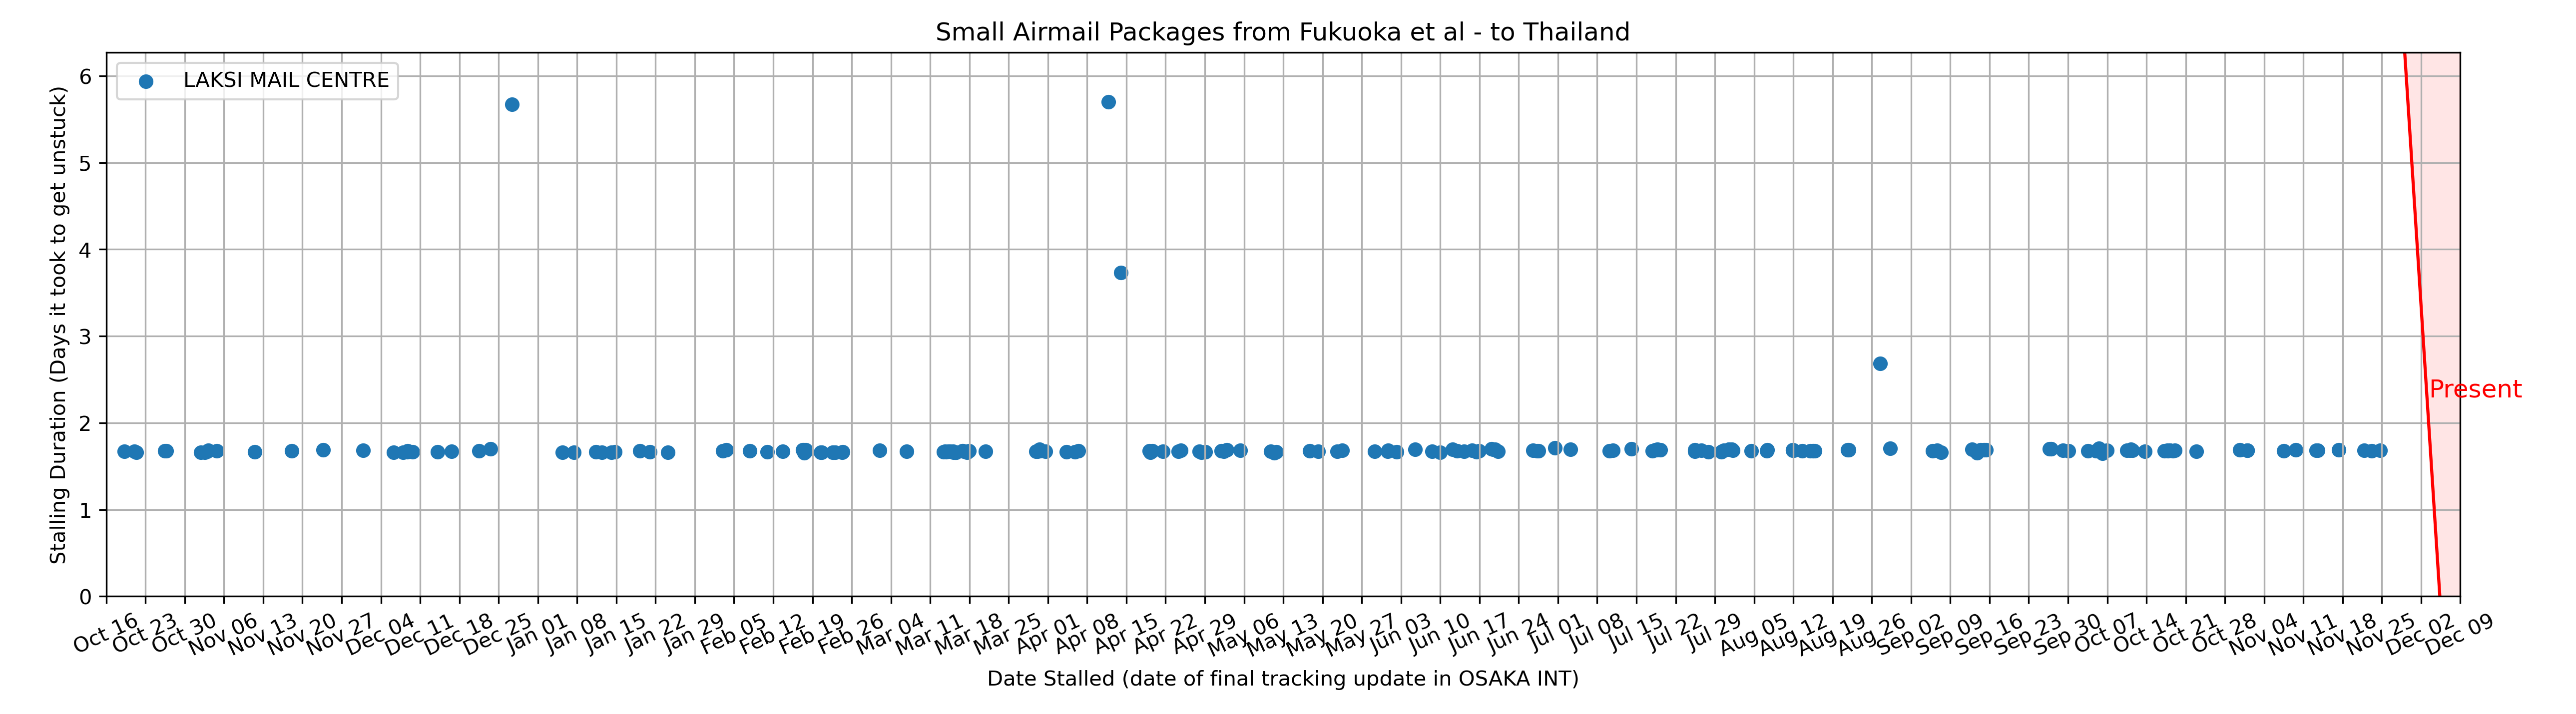 Small Airmail Packages from Fukuoka et al - to Thailand
LAKSI MAIL CENTRE
Stalling Duration (Days it took to get unstuck)
6
5
4
3
2
1
0
Present
Oct 16 Oct 23 Oct 30 Nov 06 Nov 13 Nov 20 Nov 27 Dec 04 Dec 11 Dec 18 Dec 25 Jan 01 Jan 08 Jan 15 Jan 22 Jan 29 Feb 05 Feb 12 Feb 19 Feb 26 Mar 04 Mar 11 Mar 18 Mar 25 Apr 01 Apr 08 Apr 15 Apr 22 Apr 29 May 06 May 13 May 20 May 27 Jun 03 Jun 10 Jun 17 Jun 24 Jul 01 Jul 08 Jul 15 Jul 22 Jul 29 Aug 05 Aug 12 Aug 19 Aug 26 Sep 02 Sep 09 Sep 16 Sep 23 Sep 30 Oct 07 Oct 14 Oct 21 Oct 28 Nov 04 Nov 11 Nov 18 Nov 25 Dec 02 Dec 09
Date Stalled (date of final tracking update in OSAKA INT)